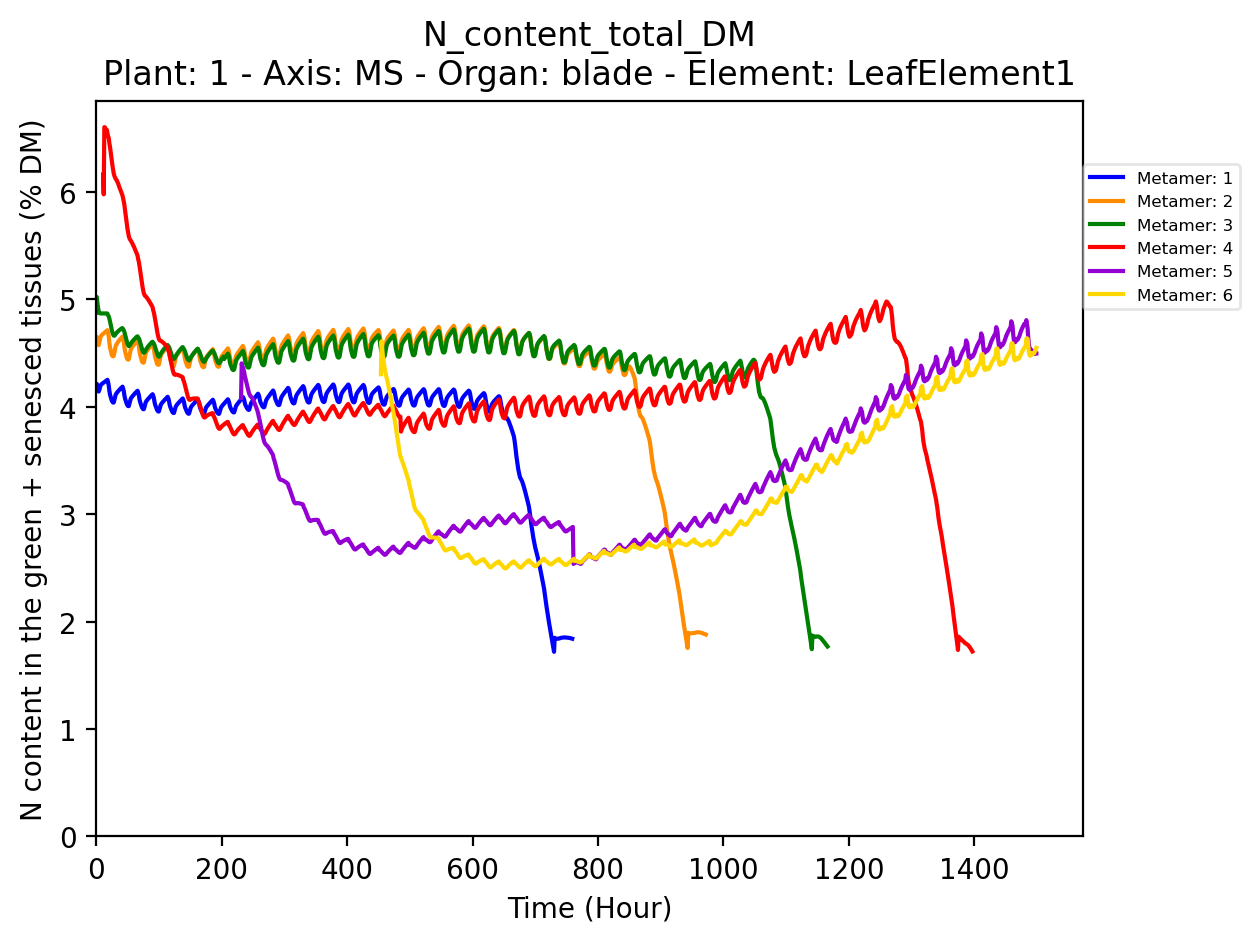 N_content_total_DM
Plant: 1 - Axis: MS - Organ: blade - Element: LeafElement1
N content in the green + senesced tissues (% DM)
6
5
4
3
2
1
0
0 200 400 600 800 1000 1200 1400
Time (Hour)
Metamer: 1
Metamer: 2
Metamer: 3
Metamer: 4
Metamer: 5
Metamer: 6